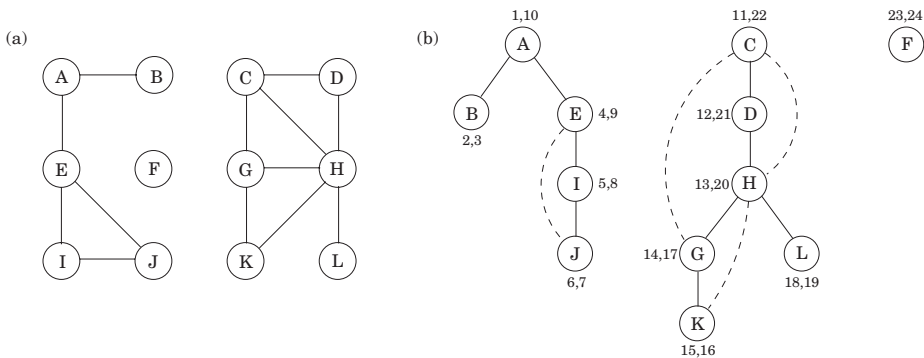 (a)
A B C D
E F G H
I J K L
(b)
1,10 11,22 23,24
A C F
B E 4,9 12,21 D
2,3
I 5,8 13,20 H
J 14,17 G L
6,7 18,19
K
15,16